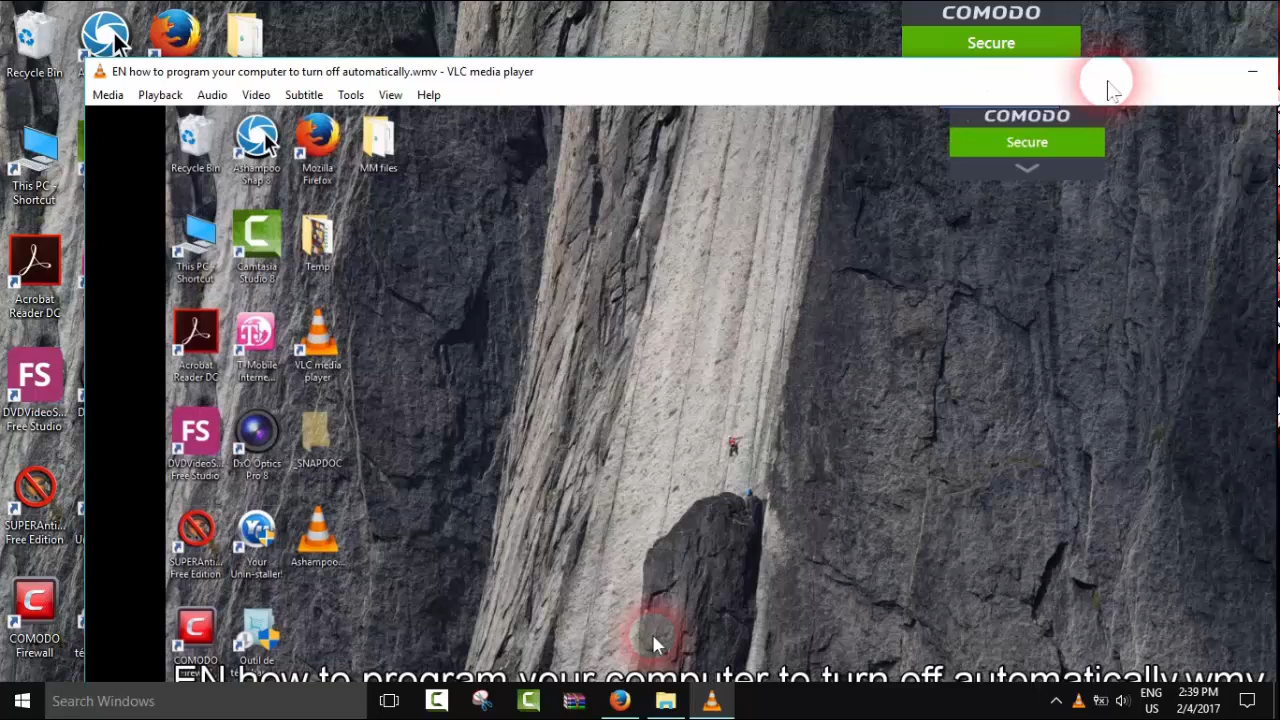 COMODO
Secure
Recycle Bin
EN how to program your computer to turn off automatically.wmv - VLC media player
Media Playback Audio Video Subtitle Tools View Help
COMODO
Secure
Recycle Bin
Ashampoo
Snap 8
Mozilla
Firefox
MM files
This PC -
Shortcut
This PC -
Shortcut
Camtasia
Studio 8
Temp
Acrobat
Reader DC
Acrobat
Reader DC
T-Mobile
Interne...
VLC media
player
FS
DVDVideoS...
Free Studio
FS
DVDVideoS...
Free Studio
DxO Optics
Pro 8
_SNAPDOC
SUPERAnti...
Free Edition
SUPERAnti...
Free Edition
Your
Unin-staller!
Ashampoo...
COMODO
Firewall
COMODO
Outil de
EN how to program your computer to turn off automatically.wmv
Search Windows
ENG
US
2:39 PM
2/4/2017